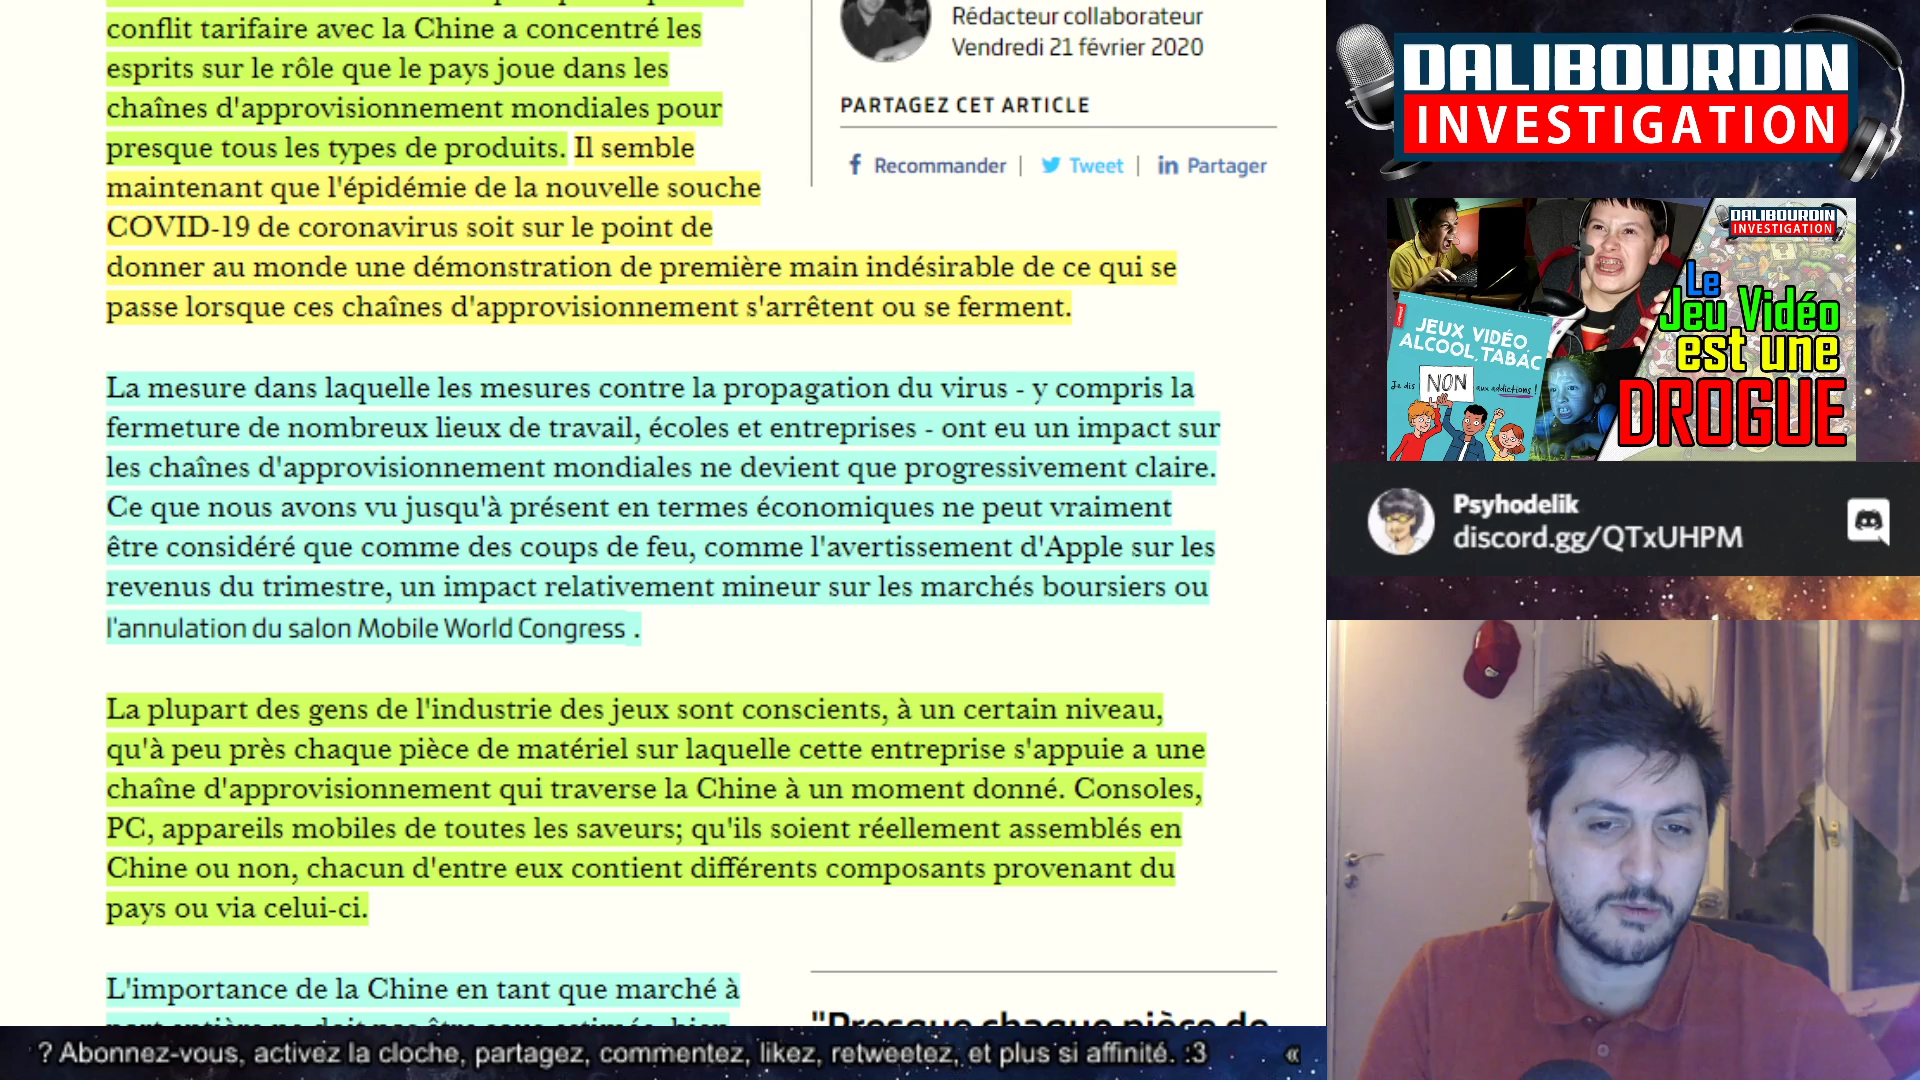 conflit tarifaire avec la Chine a concentré les
esprits sur le rôle que le pays joue dans les
chaînes d'approvisionnement mondiales pour
presque tous les types de produits. Il semble
maintenant que l'épidémie de la nouvelle souche
COVID-19 de coronavirus soit sur le point de
donner au monde une démonstration de première main indésirable de ce qui se
passe lorsque ces chaînes d'approvisionnement s'arrêtent ou se ferment.
La mesure dans laquelle les mesures contre la propagation du virus - y compris la
fermeture de nombreux lieux de travail, écoles et entreprises - ont eu un impact sur
les chaînes d'approvisionnement mondiales ne devient que progressivement claire.
Ce que nous avons vu jusqu'à présent en termes économiques ne peut vraiment
être considéré que comme des coups de feu, comme l'avertissement d'Apple sur les
revenus du trimestre, un impact relativement mineur sur les marchés boursiers ou
l'annulation du salon Mobile World Congress .
La plupart des gens de l'industrie des jeux sont conscients, à un certain niveau,
qu'à peu près chaque pièce de matériel sur laquelle cette entreprise s'appuie a une
chaîne d'approvisionnement qui traverse la Chine à un moment donné. Consoles,
PC, appareils mobiles de toutes les saveurs; qu'ils soient réellement assemblés en
Chine ou non, chacun d'entre eux contient différents composants provenant du
pays ou via celui-ci.
L'importance de la Chine en tant que marché à
Rédacteur collaborateur
Vendredi 21 février 2020
PARTAGEZ CET ARTICLE
Recommander | Tweet | in Partager
"Presque chaque pièce de
DALIBOURDIN
INVESTIGATION
DALIBOURDIN
INVESTIGATION
Le
Jeu Vidéo
est une
DROGUE
JEUX VIDÉO,
ALCOOL, TABAC
Je dis NON aux addictions !
Psyhodelik
discord.gg/QTxUHPM
? Abonnez-vous, activez la cloche, partagez, commentez, likez, retweetez, et plus si affinité. :3 «